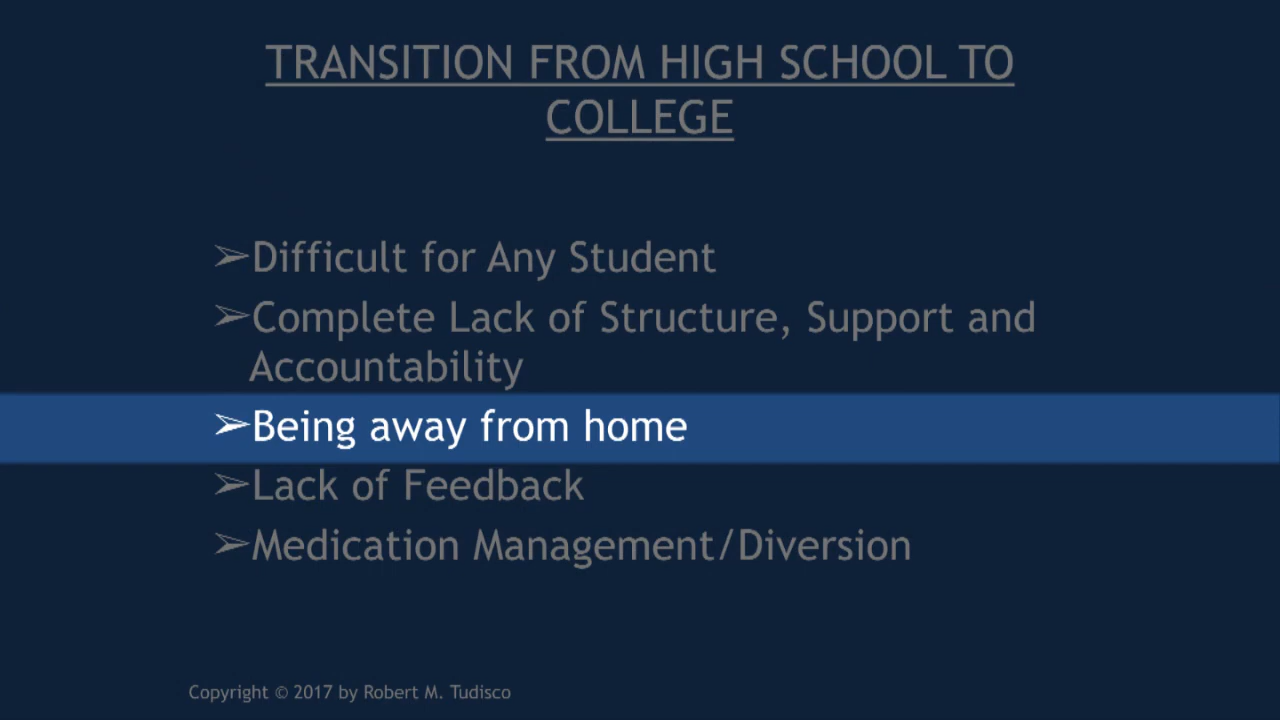 TRANSITION FROM HIGH SCHOOL TO
COLLEGE
➢Difficult for Any Student
➢Complete Lack of Structure, Support and
Accountability
➢Being away from home
➢Lack of Feedback
➢Medication Management/Diversion
Copyright © 2017 by Robert M. Tudisco